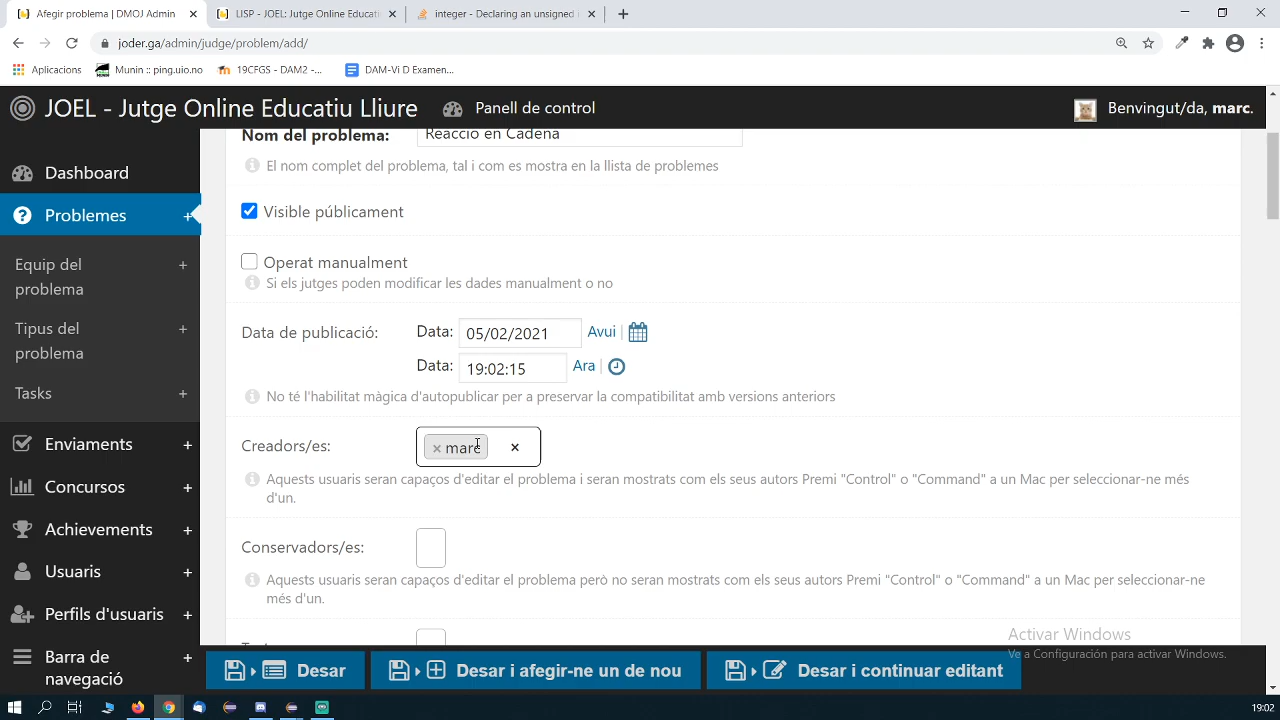 Afegir problema | DMOJ Admin
LISP - JOEL: Jutge Online Educati
integer - Declaring an unsigned
joder.ga/admin/judge/problem/add/
Aplicacions
Munin :: ping.uio.no
19CFGS - DAM2 -...
DAM-Vi D Examen...
JOEL - Jutge Online Educatiu Lliure
Panell de control
Benvingut/da, marc.
Dashboard
Problemes
Equip del
problema
Tipus del
problema
Tasks
Enviaments
Concursos
Achievements
Usuaris
Perfils d'usuaris
Barra de
navegació
Nom del problema: Reacció en Cadena
El nom complet del problema, tal i com es mostra en la llista de problemes
Visible públicament
Operat manualment
Si els jutges poden modificar les dades manualment o no
Data de publicació: Data: 05/02/2021 Avui |
Data: 19:02:15 Ara |
No té l'habilitat màgica d'autopublicar per a preservar la compatibilitat amb versions anteriors
Creadors/es: × marc ×
Aquests usuaris seran capaços d'editar el problema i seran mostrats com els seus autors Premi "Control" o "Command" a un Mac per seleccionar-ne més
d'un.
Conservadors/es:
Aquests usuaris seran capaços d'editar el problema però no seran mostrats com els seus autors Premi "Control" o "Command" a un Mac per seleccionar-ne
més d'un.
Activar Windows
Ve a Configuración para activar Windows.
Desar
Desar i afegir-ne un de nou
Desar i continuar editant
19:02